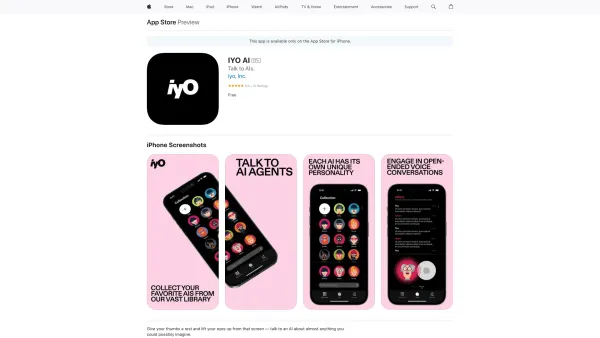 Store Mac iPad iPhone Watch AirPods TV & Home Entertainment Accessories Support
App Store Preview
This app is available only on the App Store for iPhone.
iyO
IYO AI
Talk to AIs.
iyo, Inc.
Free
iPhone Screenshots
iyO
COLLECT YOUR
FAVORITE AIS FROM
OUR VAST LIBRARY
TALK TO
AI AGENTS
EACH AI HAS ITS
OWN UNIQUE
PERSONALITY
Collection
ENGAGE IN OPEN-
ENDED VOICE
CONVERSATIONS
Give your thumbs a rest and lift your eyes up from that screen — talk to an AI about almost anything you
could possibly imagine.